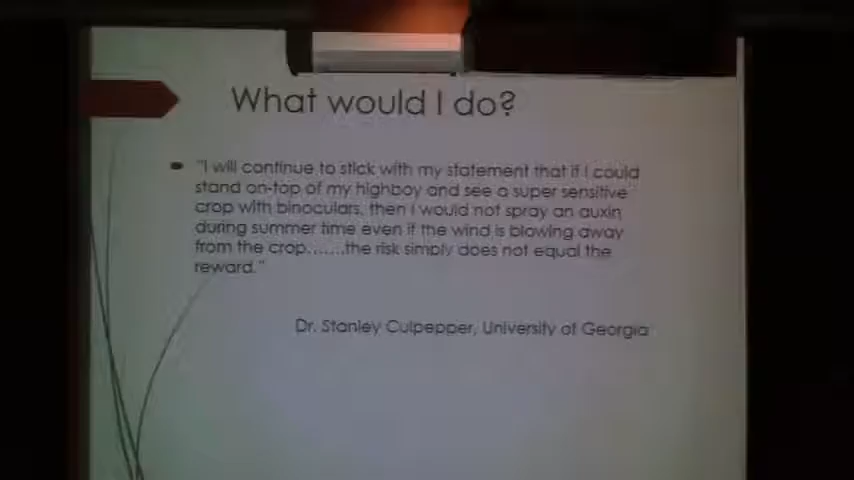 What would I do?
"I will continue to stick with my statement that if I could
stand on-top of my highboy and see a super sensitive
crop with binoculars, then I would not spray an auxin
during summer time even if the wind is blowing away
from the crop.......the risk simply does not equal the
reward."
Dr. Stanley Culpepper, University of Georgia